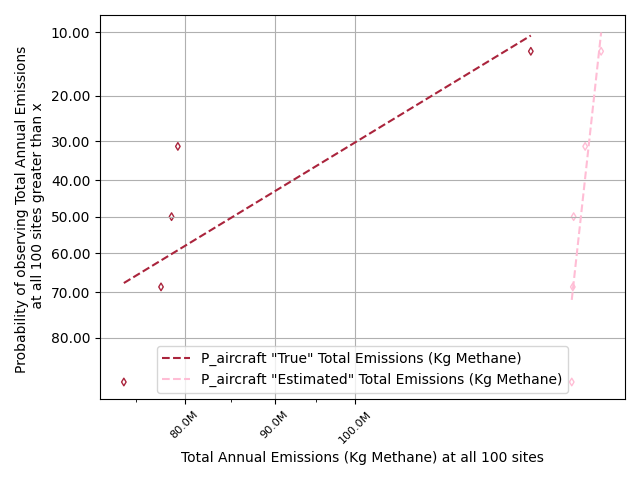 Probability of observing Total Annual Emissions
at all 100 sites greater than x
10.00
20.00
30.00
40.00
50.00
60.00
70.00
80.00
P_aircraft "True" Total Emissions (Kg Methane)
P_aircraft "Estimated" Total Emissions (Kg Methane)
80.0M
90.0M
100.0M
Total Annual Emissions (Kg Methane) at all 100 sites